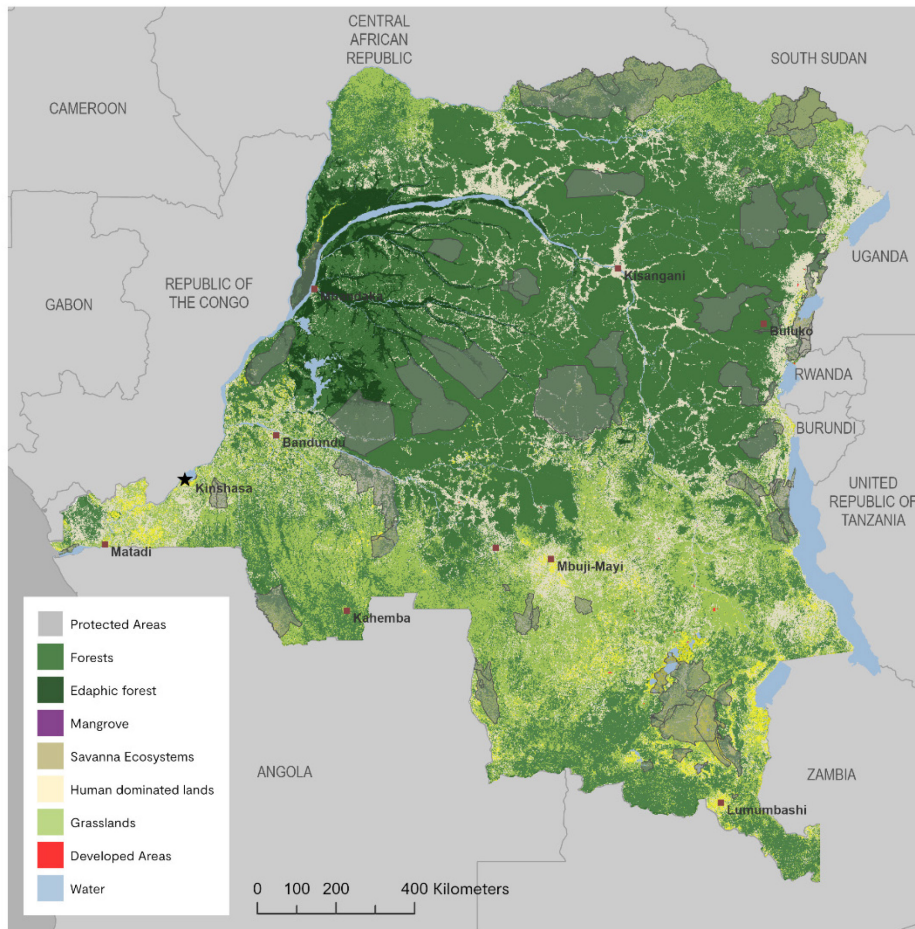 CENTRAL
AFRICAN
REPUBLIC
SOUTH SUDAN
CAMEROON
UGANDA
REPUBLIC OF
THE CONGO
GABON
Kisangani
Buluko
RWANDA
BURUNDI
Bandundu
Kinshasa
UNITED
REPUBLIC OF
TANZANIA
Matadi
Mbuji-Mayi
Kahemba
ANGOLA
ZAMBIA
Lumumbashi
Protected Areas
Forests
Edaphic forest
Mangrove
Savanna Ecosystems
Human dominated lands
Grasslands
Developed Areas
Water
0 100 200 400 Kilometers